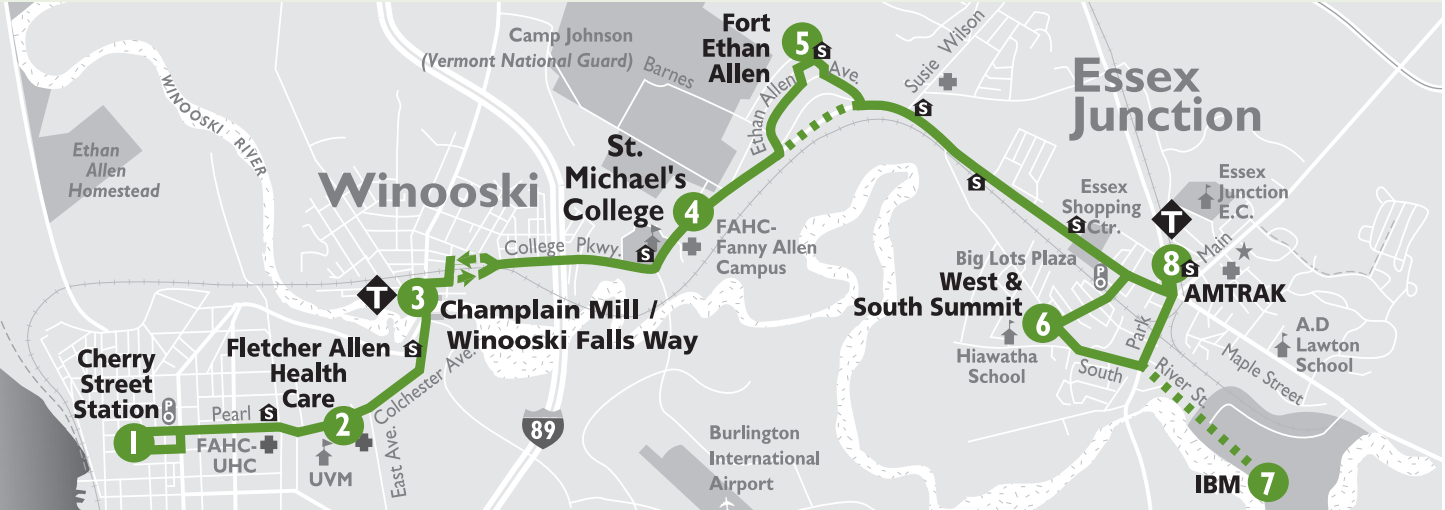 Fort
Ethan
Allen
5
S
Camp Johnson
(Vermont National Guard)
Barnes
Ethan Allen
Ave.
Susie Wilson
S
Essex
Junction
WINOOSKI RIVER
Ethan
Allen
Homestead
Winooski
St.
Michael's
College
4
S
FAHC-
Fanny Allen
Campus
College Pkwy.
S
Essex
Shopping
Ctr.
S
T
Essex
Junction
E.C.
Main
8
S
AMTRAK
Big Lots Plaza
P
West &
South Summit
6
Hiawatha
School
South
Park
River St.
Maple Street
A.D
Lawton
School
IBM
7
T
3
Champlain Mill /
Winooski Falls Way
Fletcher Allen
Health
Care
S
2
Colchester Ave.
East Ave.
Cherry
Street
Station
P
1
Pearl
S
FAHC-
UHC
UVM
89
Burlington
International
Airport